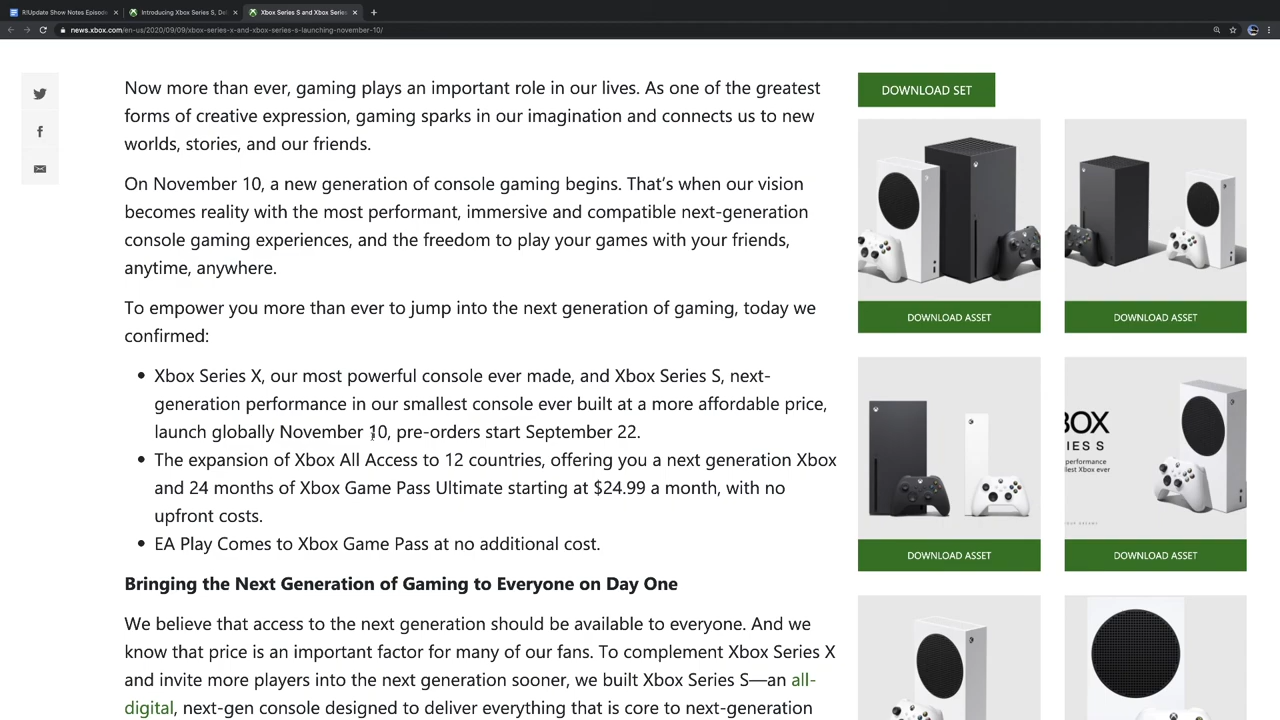 R/Update Show Notes Episode
Introducing Xbox Series S, De
Xbox Series S and Xbox Series
news.xbox.com/en-us/2020/09/09/xbox-series-x-and-xbox-series-s-launching-november-10/
Now more than ever, gaming plays an important role in our lives. As one of the greatest
forms of creative expression, gaming sparks in our imagination and connects us to new
worlds, stories, and our friends.
On November 10, a new generation of console gaming begins. That's when our vision
becomes reality with the most performant, immersive and compatible next-generation
console gaming experiences, and the freedom to play your games with your friends,
anytime, anywhere.
To empower you more than ever to jump into the next generation of gaming, today we
confirmed:
• Xbox Series X, our most powerful console ever made, and Xbox Series S, next-
generation performance in our smallest console ever built at a more affordable price,
launch globally November 10, pre-orders start September 22.
• The expansion of Xbox All Access to 12 countries, offering you a next generation Xbox
and 24 months of Xbox Game Pass Ultimate starting at $24.99 a month, with no
upfront costs.
• EA Play Comes to Xbox Game Pass at no additional cost.
Bringing the Next Generation of Gaming to Everyone on Day One
We believe that access to the next generation should be available to everyone. And we
know that price is an important factor for many of our fans. To complement Xbox Series X
and invite more players into the next generation sooner, we built Xbox Series S—an all-
digital, next-gen console designed to deliver everything that is core to next-generation
DOWNLOAD SET
DOWNLOAD ASSET
DOWNLOAD ASSET
BOX
IES S
performance
Xbox ever
DOWNLOAD ASSET
DOWNLOAD ASSET